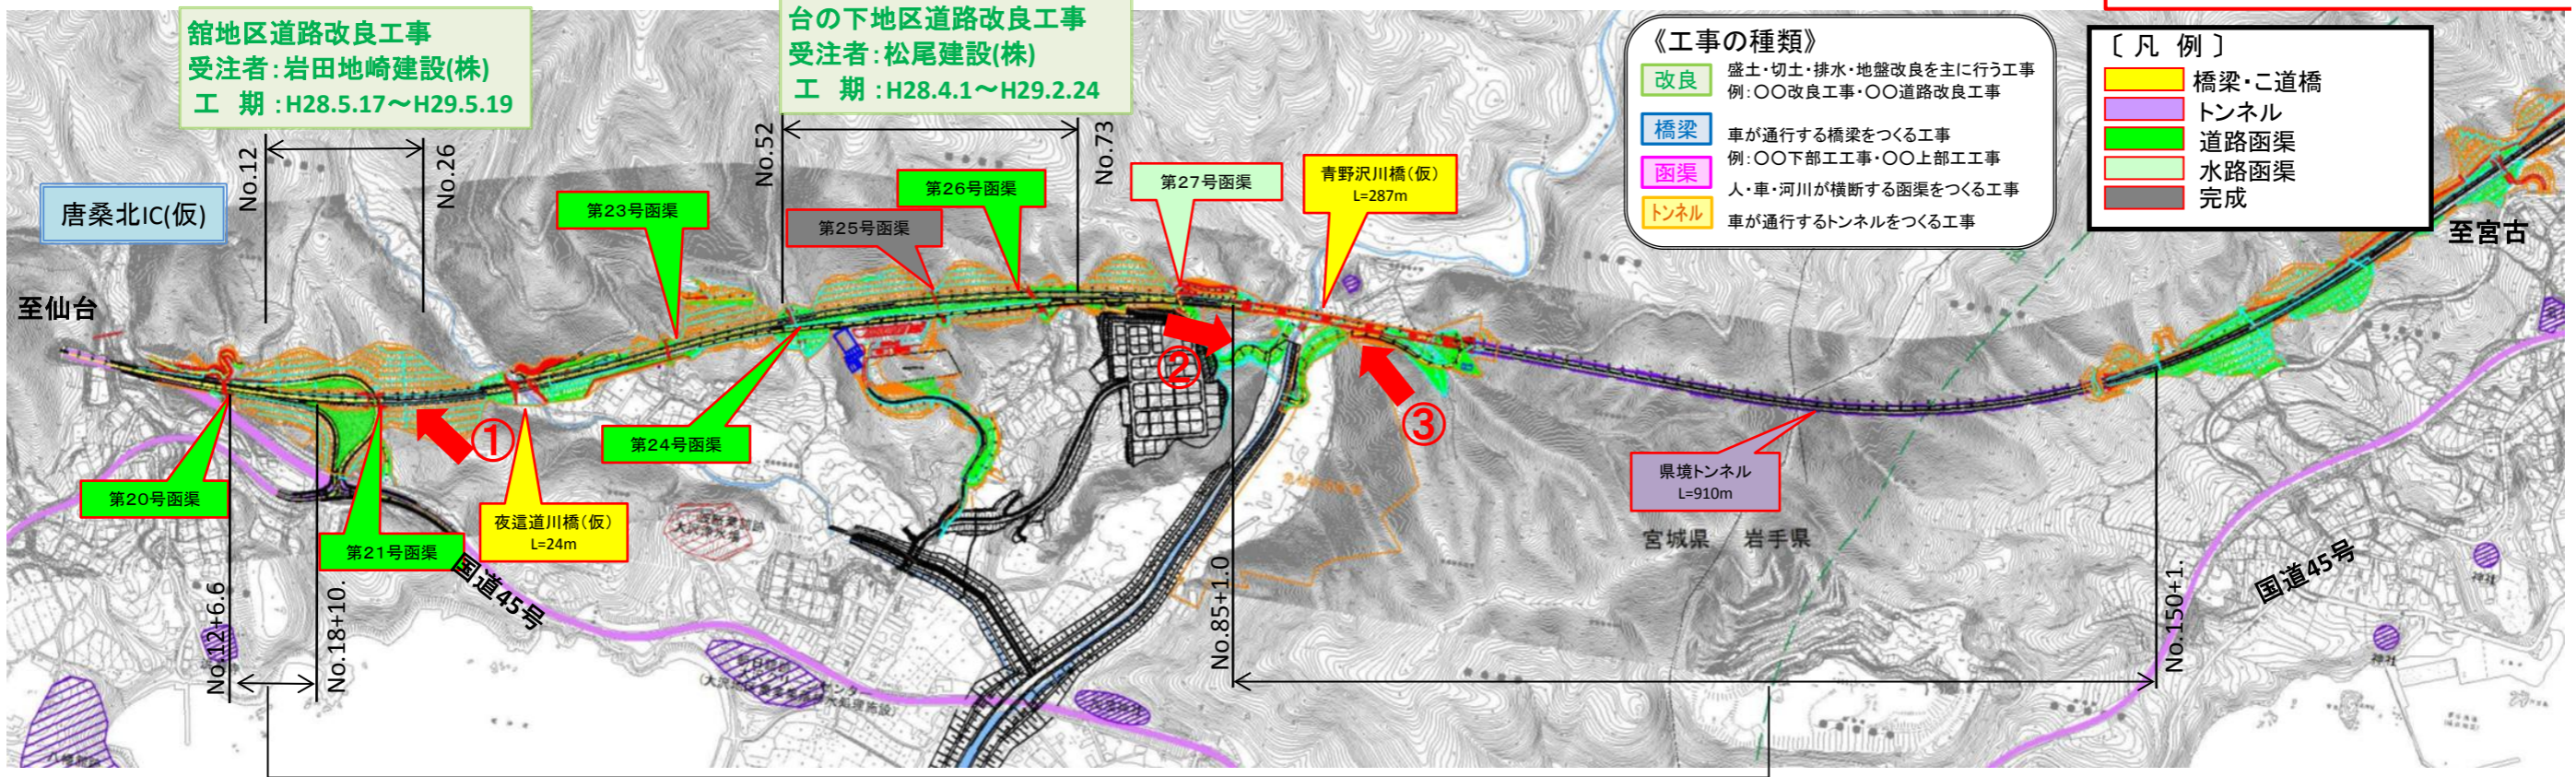 舘地区道路改良工事
受注者：岩田地崎建設(株)
工　期：H28.5.17～H29.5.19
台の下地区道路改良工事
受注者：松尾建設(株)
工　期：H28.4.1～H29.2.24
《工事の種類》
改良
盛土・切土・排水・地盤改良を主に行う工事
例：〇〇改良工事・〇〇道路改良工事
橋梁
車が通行する橋梁をつくる工事
例：〇〇下部工工事・〇〇上部工工事
函渠
人・車・河川が横断する函渠をつくる工事
トンネル
車が通行するトンネルをつくる工事
〔 凡 例 〕
橋梁・こ道橋
トンネル
道路函渠
水路函渠
完成
No.12
No.26
No.52
No.73
唐桑北IC(仮)
至仙台
至宮古
第23号函渠
第25号函渠
第26号函渠
第27号函渠
青野沢川橋（仮）
L=287m
②
③
①
第24号函渠
第20号函渠
第21号函渠
夜這道川橋（仮）
L=24m
県境トンネル
L=910m
宮城県
岩手県
国道45号
国道45号
No.12+6.6
No.18+10.
No.85+1.0
No.150+1.
神社
神社